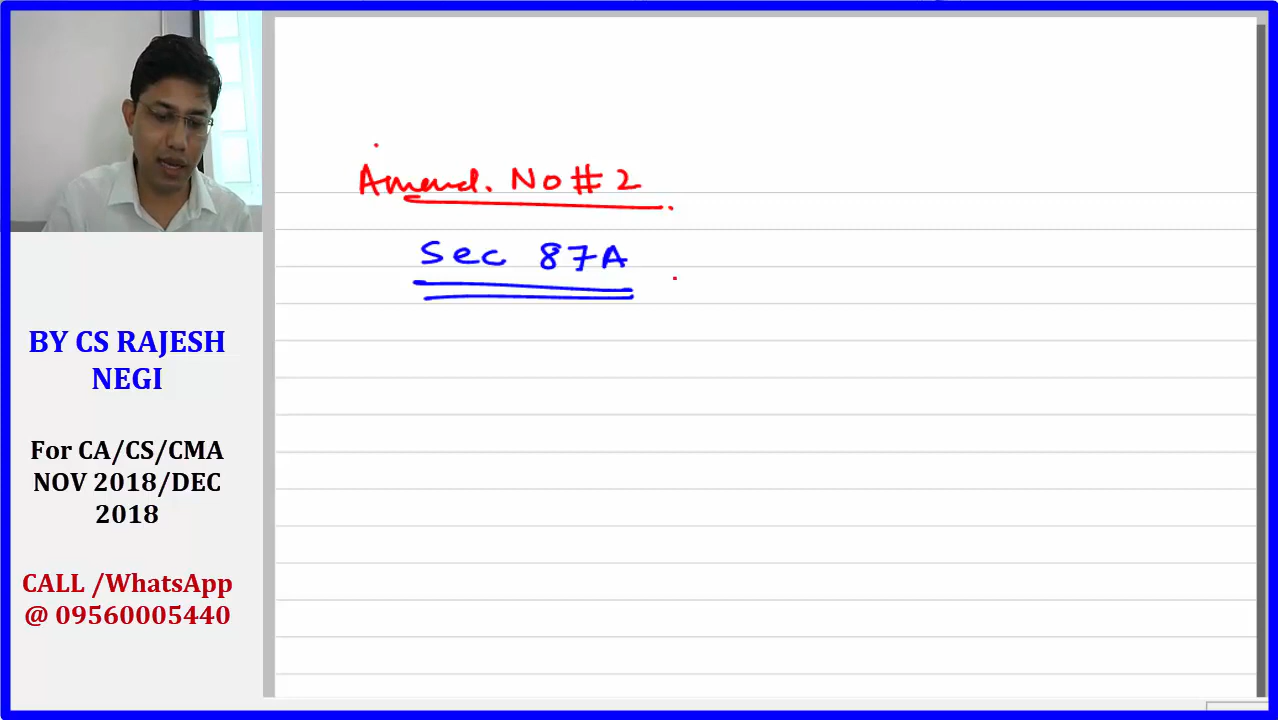 Amend. No # 2
Sec 87A
BY CS RAJESH
NEGI
For CA/CS/CMA
NOV 2018/DEC
2018
CALL /WhatsApp
@ 09560005440